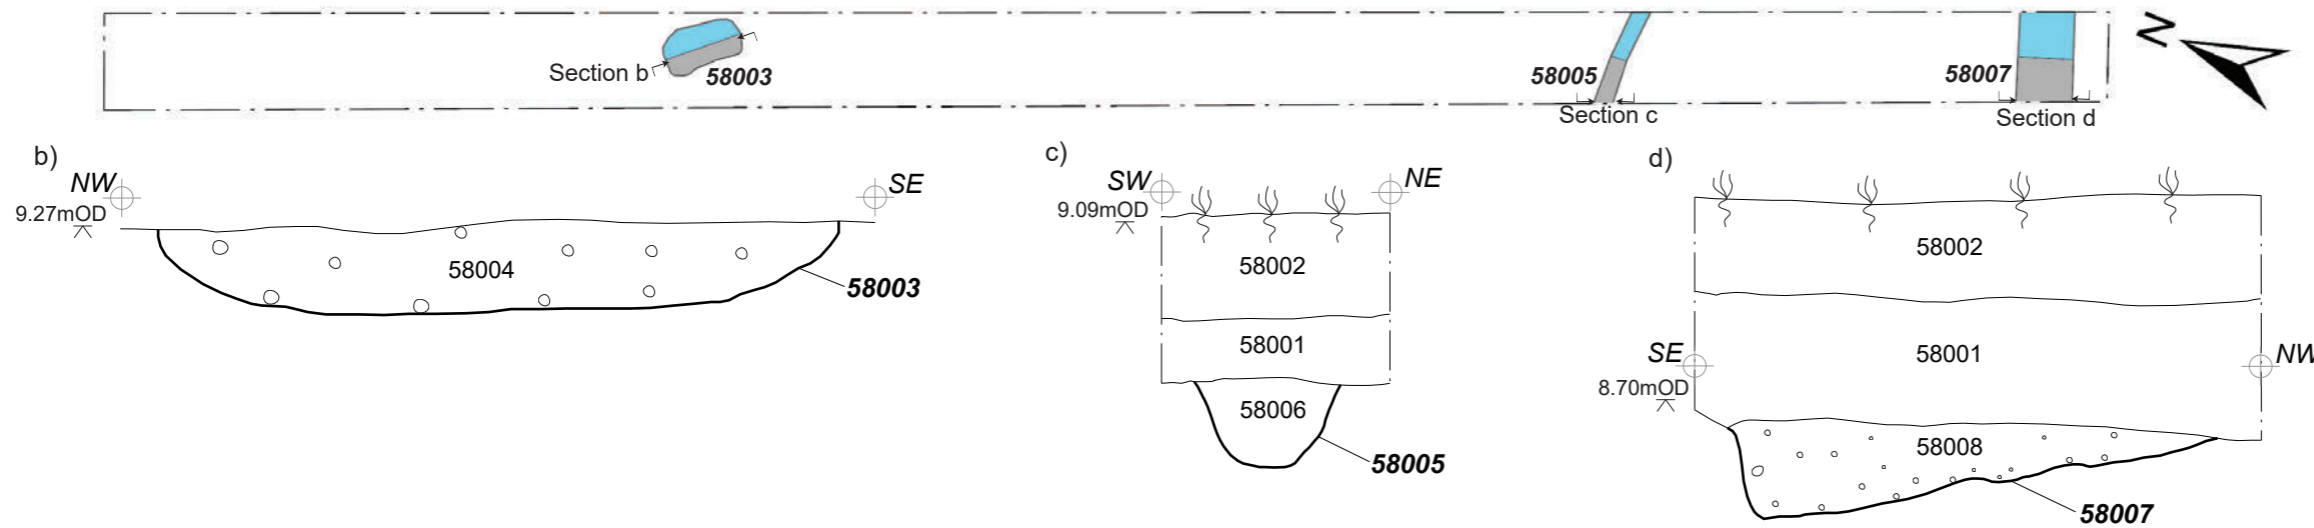 N
Section b
58003
58005
Section c
58007
Section d
b)
NW
SE
9.27mOD
58004
58003
c)
SW
NE
9.09mOD
58002
58001
58006
58005
d)
58002
58001
SE
NW
8.70mOD
58008
58007